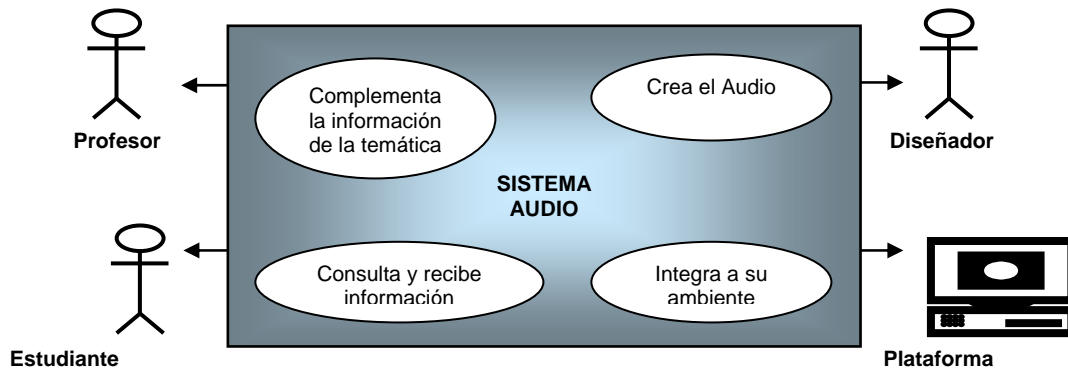 Complementa
la información
de la temática
Crea el Audio
Profesor
Diseñador
SISTEMA
AUDIO
Consulta y recibe
información
Integra a su
ambiente
Estudiante
Plataforma